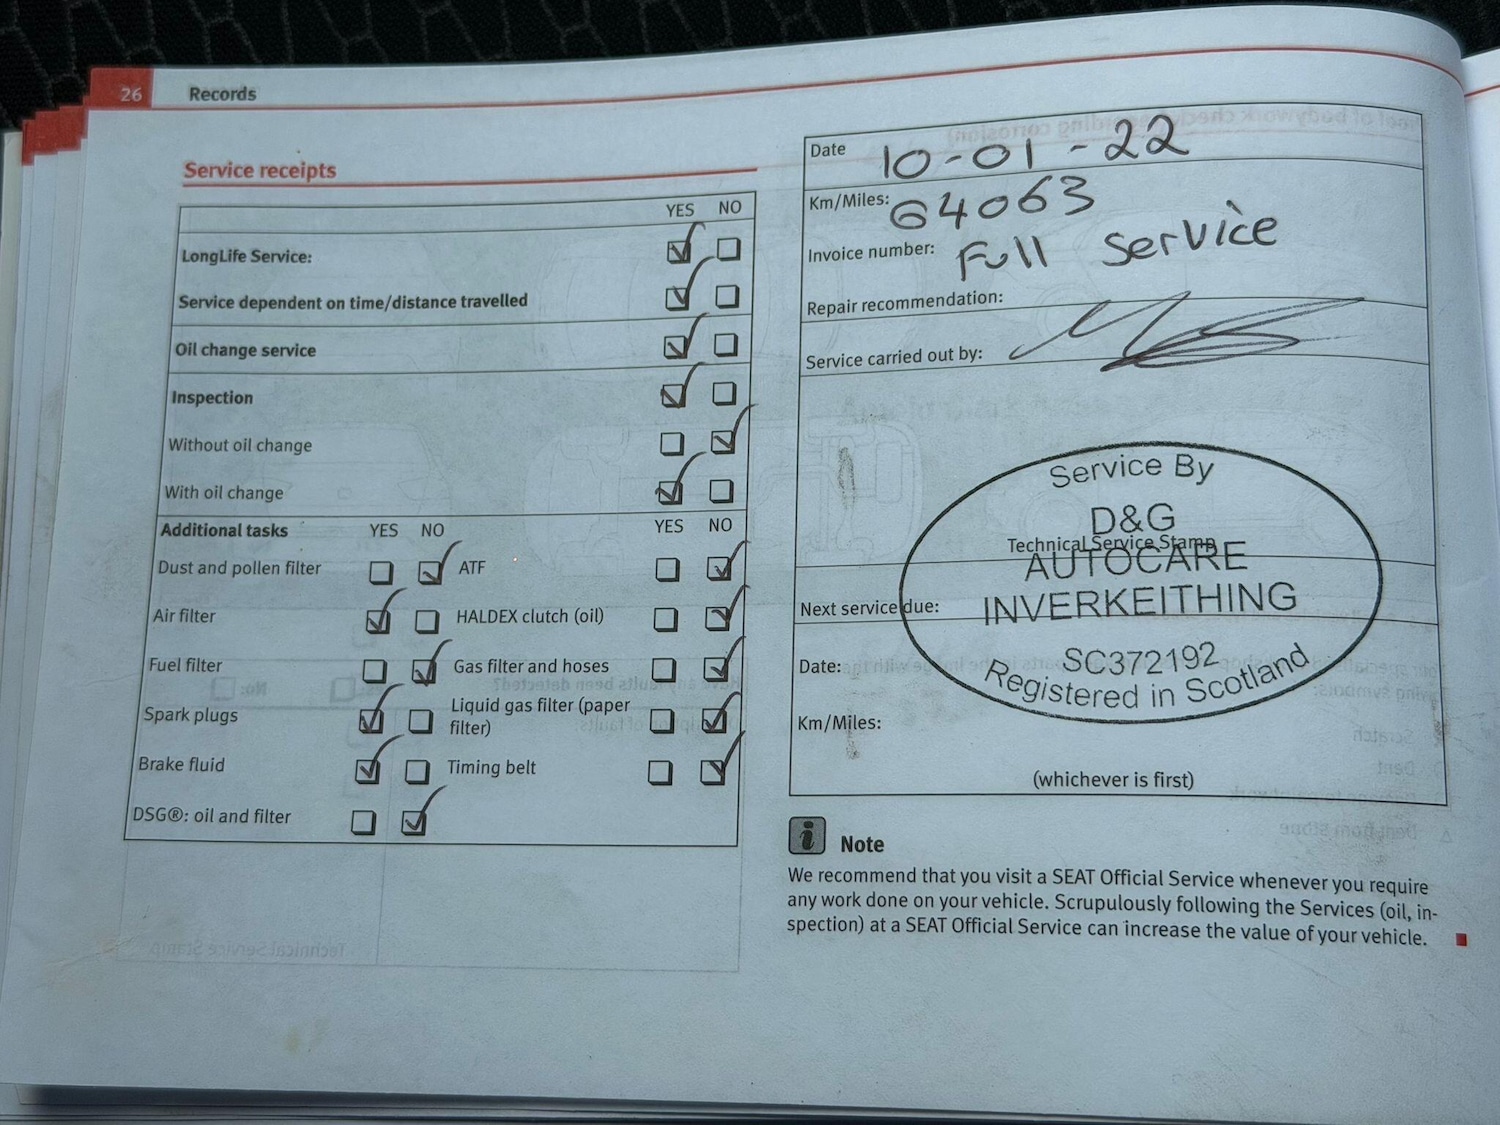 26 Records
Service receipts
YES NO
LongLife Service:
Service dependent on time/distance travelled
Oil change service
Inspection
Without oil change
With oil change
Additional tasks YES NO YES NO
Dust and pollen filter ATF
Air filter HALDEX clutch (oil)
Fuel filter Gas filter and hoses
Spark plugs Liquid gas filter (paper
filter)
Brake fluid Timing belt
DSG®: oil and filter
Date 10-01-22
Km/Miles: 64063
Invoice number: Full Service
Repair recommendation:
Service carried out by:
Service By
D&G
Technical Service Stamp
AUTOCARE
INVERKEITHING
SC372192
Registered in Scotland
Next service due:
Date:
Km/Miles:
(whichever is first)
i Note
We recommend that you visit a SEAT Official Service whenever you require
any work done on your vehicle. Scrupulously following the Services (oil, in-
spection) at a SEAT Official Service can increase the value of your vehicle.